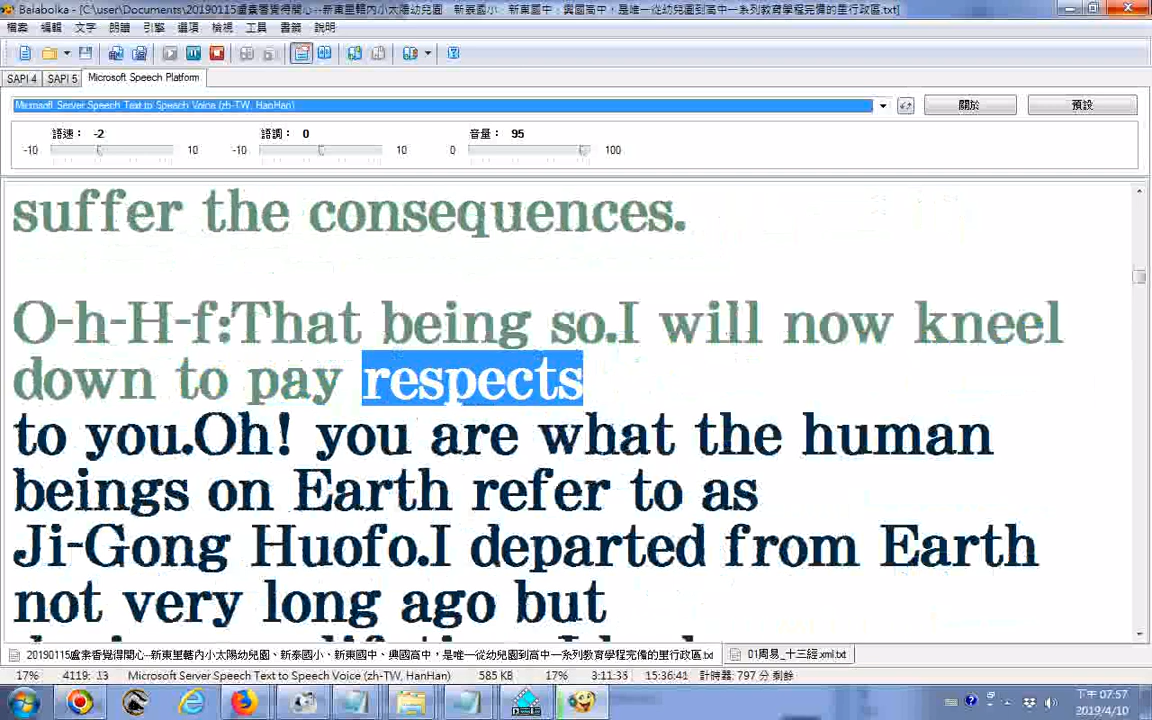 Balabolka - [C:\user\Documents\20190115盧彙香覺得開心--新東里轄內小太陽幼兒園、新泰國小、新東國中、興國高中，是唯一從幼兒園到高中一系列教育學程完備的里行政區.txt]
檔案 編輯 文字 朗讀 引擎 選項 檢視 工具 書籤 說明
SAPI 4 SAPI 5 Microsoft Speech Platform
Microsoft Server Speech Text to Speach Voice (zh-TW, HanHan) 關於 預設
語速： -2 語調： 0 音量： 95
-10 10 -10 10 0 100
suffer the consequences.
O-h-H-f:That being so.I will now kneel
down to pay respects
to you.Oh! you are what the human
beings on Earth refer to as
Ji-Gong Huofo.I departed from Earth
not very long ago but
20190115盧彙香覺得開心--新東里轄內小太陽幼兒園、新泰國小、新東國中、興國高中，是唯一從幼兒園到高中一系列教育學程完備的里行政區.txt 01周易_十三經.xml.txt
17% 4119: 13 Microsoft Server Speech Text to Speech Voice (zh-TW, HanHan) 585 KB 17% 3:11:33 15:36:41 計時器: 797 分 剩餘
下午 07:57
2019/4/10